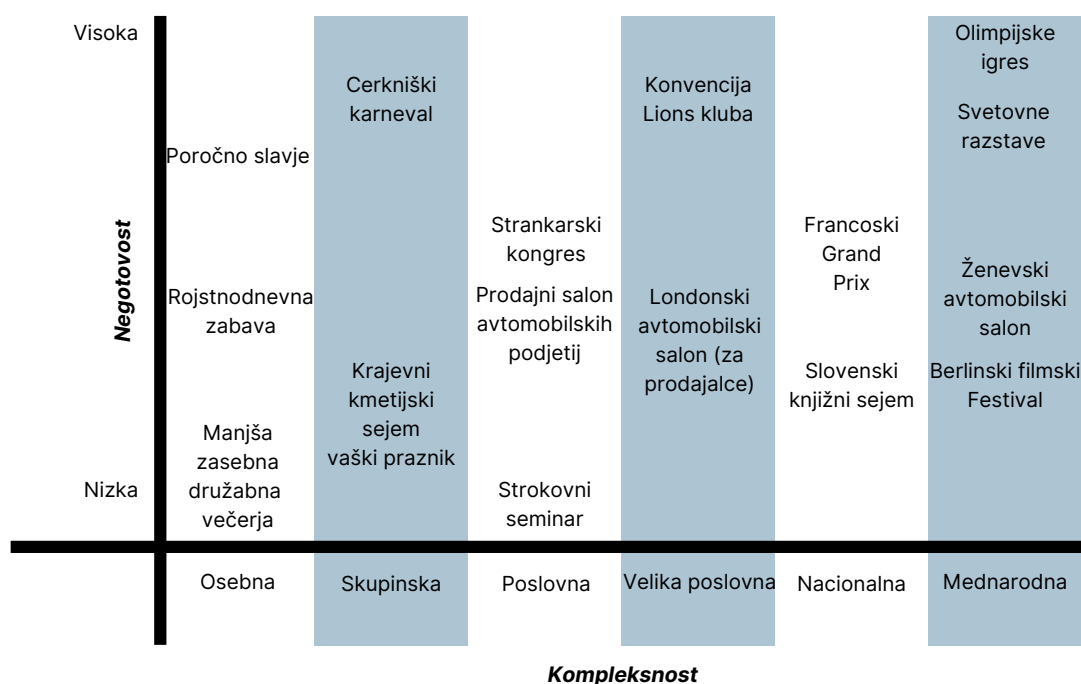 Visoka
Negotovost
Nizka
Poročno slavje
Rojstnodnevna
zabava
Manjša
zasebna
družabna
večerja
Cerkniški
karneval
Krajevni
kmetijski
sejem
vaški praznik
Strankarski
kongres
Prodajni salon
avtomobilskih
podjetij
Strokovni
seminar
Konvencija
Lions kluba
Londonski
avtomobilski
salon (za
prodajalce)
Francoski
Grand
Prix
Slovenski
knjižni sejem
Olimpijske
igres
Svetovne
razstave
Ženevski
avtomobilski
salon
Berlinski filmski
Festival
Osebna
Skupinska
Poslovna
Velika poslovna
Nacionalna
Mednarodna
Kompleksnost